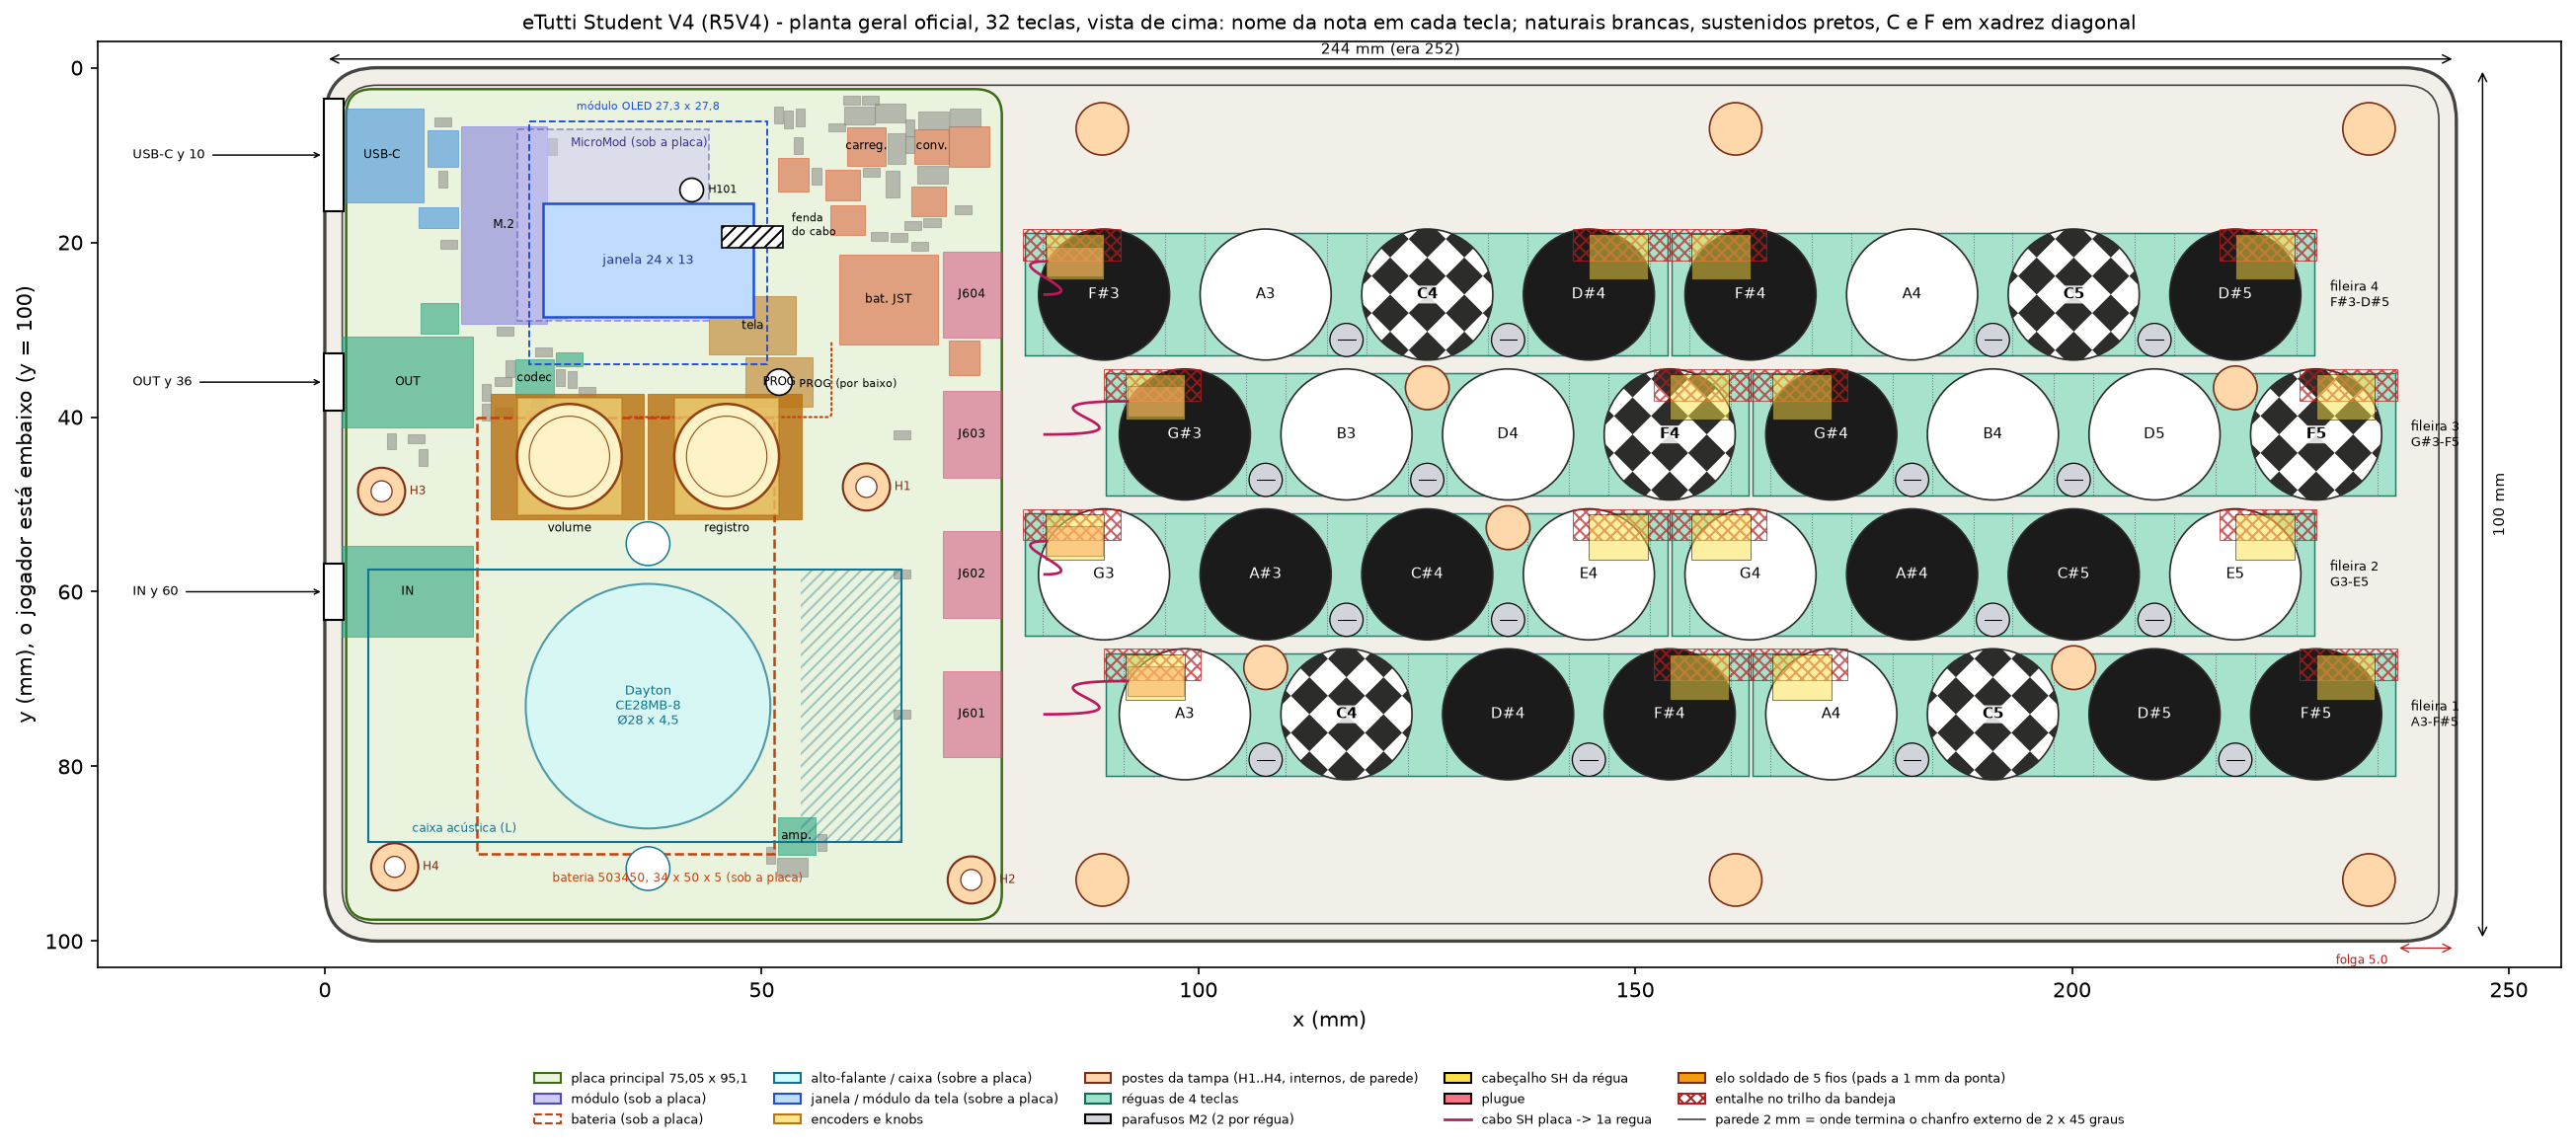 eTutti Student V4 (R5V4) - planta geral oficial, 32 teclas, vista de cima: nome da nota em cada tecla; naturais brancas, sustenidos pretos, C e F em xadrez diagonal
244 mm (era 252)
0
20
40
60
80
100
y (mm), o jogador está embaixo (y = 100)
USB-C y 10
OUT y 36
IN y 60
módulo OLED 27,3 x 27,8
MicroMod (sob a placa)
USB-C
carreg.
conv.
H101
M.2
fenda
do cabo
janela 24 x 13
bat. JST
J604
tela
OUT
codec
PROG
PROG (por baixo)
J603
H3
H1
volume
registro
J602
IN
Dayton
CE28MB-8
Ø28 x 4,5
J601
caixa acústica (L)
amp.
H4
bateria 503450, 34 x 50 x 5 (sob a placa)
H2
F#3
A3
C4
D#4
F#4
A4
C5
D#5
fileira 4
F#3-D#5
G#3
B3
D4
F4
G#4
B4
D5
F5
fileira 3
G#3-F5
G3
A#3
C#4
E4
G4
A#4
C#5
E5
fileira 2
G3-E5
A3
C4
D#4
F#4
A4
C5
D#5
F#5
fileira 1
A3-F#5
100 mm
folga 5.0
0
50
100
150
200
250
x (mm)
placa principal 75,05 x 95,1
módulo (sob a placa)
bateria (sob a placa)
alto-falante / caixa (sobre a placa)
janela / módulo da tela (sobre a placa)
encoders e knobs
postes da tampa (H1..H4, internos, de parede)
réguas de 4 teclas
parafusos M2 (2 por régua)
cabeçalho SH da régua
plugue
cabo SH placa -> 1a regua
elo soldado de 5 fios (pads a 1 mm da ponta)
entalhe no trilho da bandeja
parede 2 mm = onde termina o chanfro externo de 2 x 45 graus